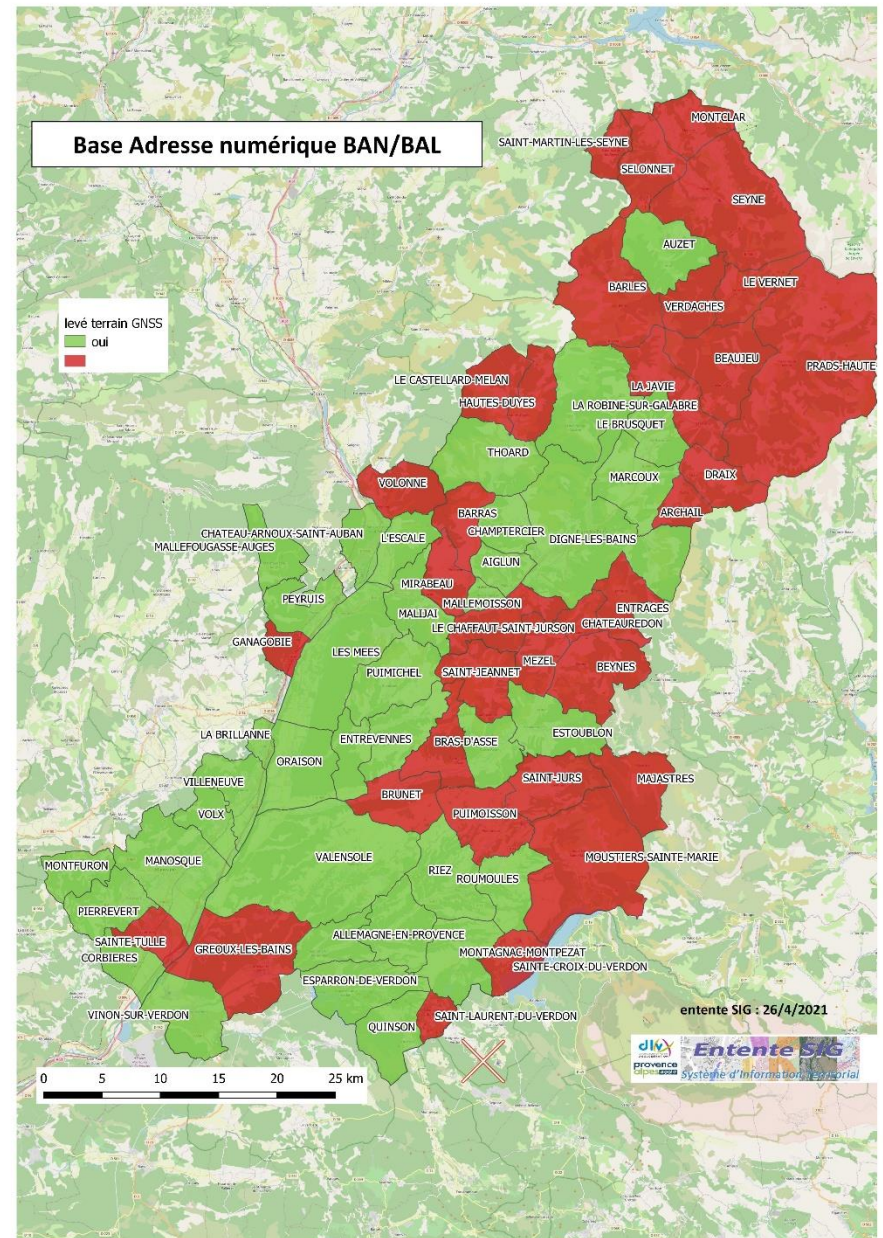 Base Adresse numérique BAN/BAL
levé terrain GNSS
oui
MONTCLAR
SAINT-MARTIN-LES-SEYNE
SELONNET
SEYNE
AUZET
BARLES
LE VERNET
VERDACHES
BEAUJEU
PRADS-HAUTE
LE CASTELLARD-MELAN
LA JAVIE
HAUTES-DUYES
LA ROBINE-SUR-GALABRE
LE BRUSQUET
THOARD
MARCOUX
DRAIX
VOLONNE
BARRAS
ARCHAIL
CHAMPTERCIER
CHATEAU-ARNOUX-SAINT-AUBAN
L'ESCALE
DIGNE-LES-BAINS
MALLEFOUGASSE-AUGES
AIGLUN
MIRABEAU
PEYRUIS
MALLEMOISSON
ENTRAGES
MALIJAI
CHATEAUREDON
LE CHAFFAUT-SAINT-JURSON
GANAGOBIE
LES MEES
MEZEL
BEYNES
PUIMICHEL
SAINT-JEANNET
LA BRILLANNE
ENTREVENNES
BRAS-D'ASSE
ESTOUBLON
ORAISON
VILLENEUVE
SAINT-JURS
MAJASTRES
BRUNET
VOLX
PUIMOISSON
MANOSQUE
VALENSOLE
MOUSTIERS-SAINTE-MARIE
MONTFURON
RIEZ
ROUMOULES
PIERREVERT
SAINTE-TULLE
ALLEMAGNE-EN-PROVENCE
GREOUX-LES-BAINS
CORBIERES
MONTAGNAC-MONTPEZAT
SAINTE-CROIX-DU-VERDON
ESPARRON-DE-VERDON
VINON-SUR-VERDON
QUINSON
SAINT-LAURENT-DU-VERDON
entente SIG : 26/4/2021
Entente SIG
Système d'Information Territorial
provence
alpes
0 5 10 15 20 25 km